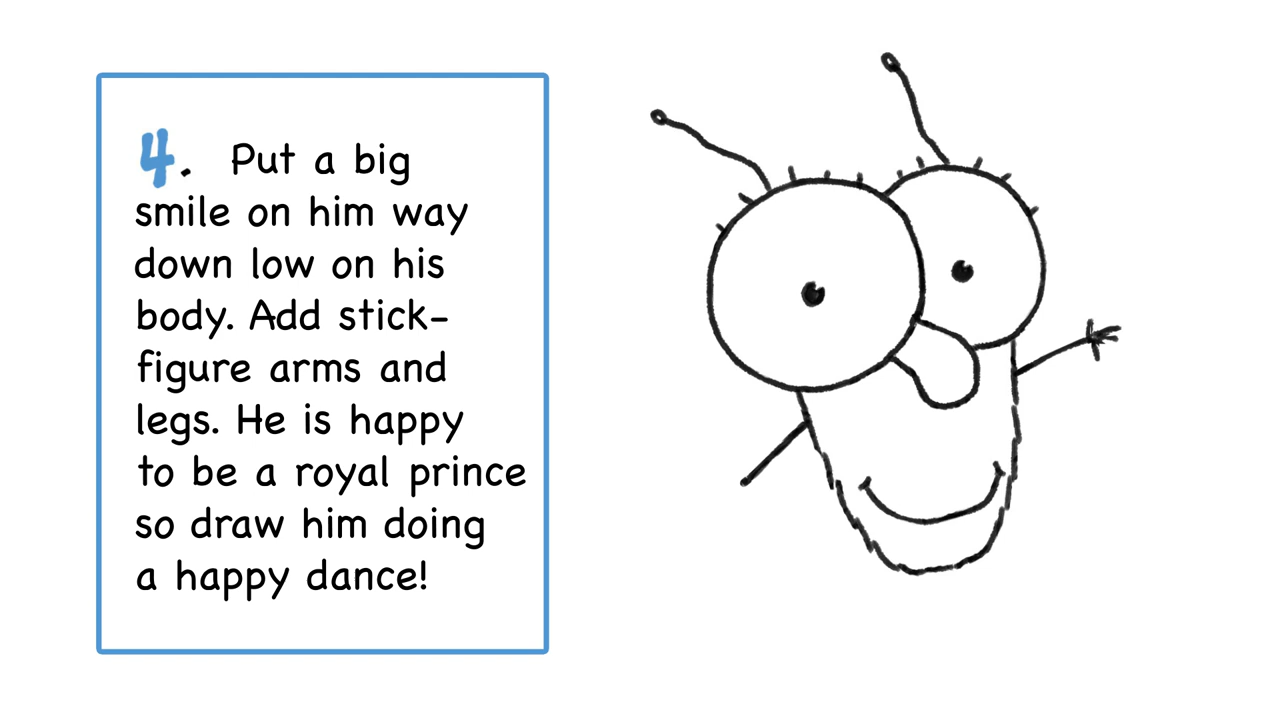 4. Put a big
smile on him way
down low on his
body. Add stick-
figure arms and
legs. He is happy
to be a royal prince
so draw him doing
a happy dance!